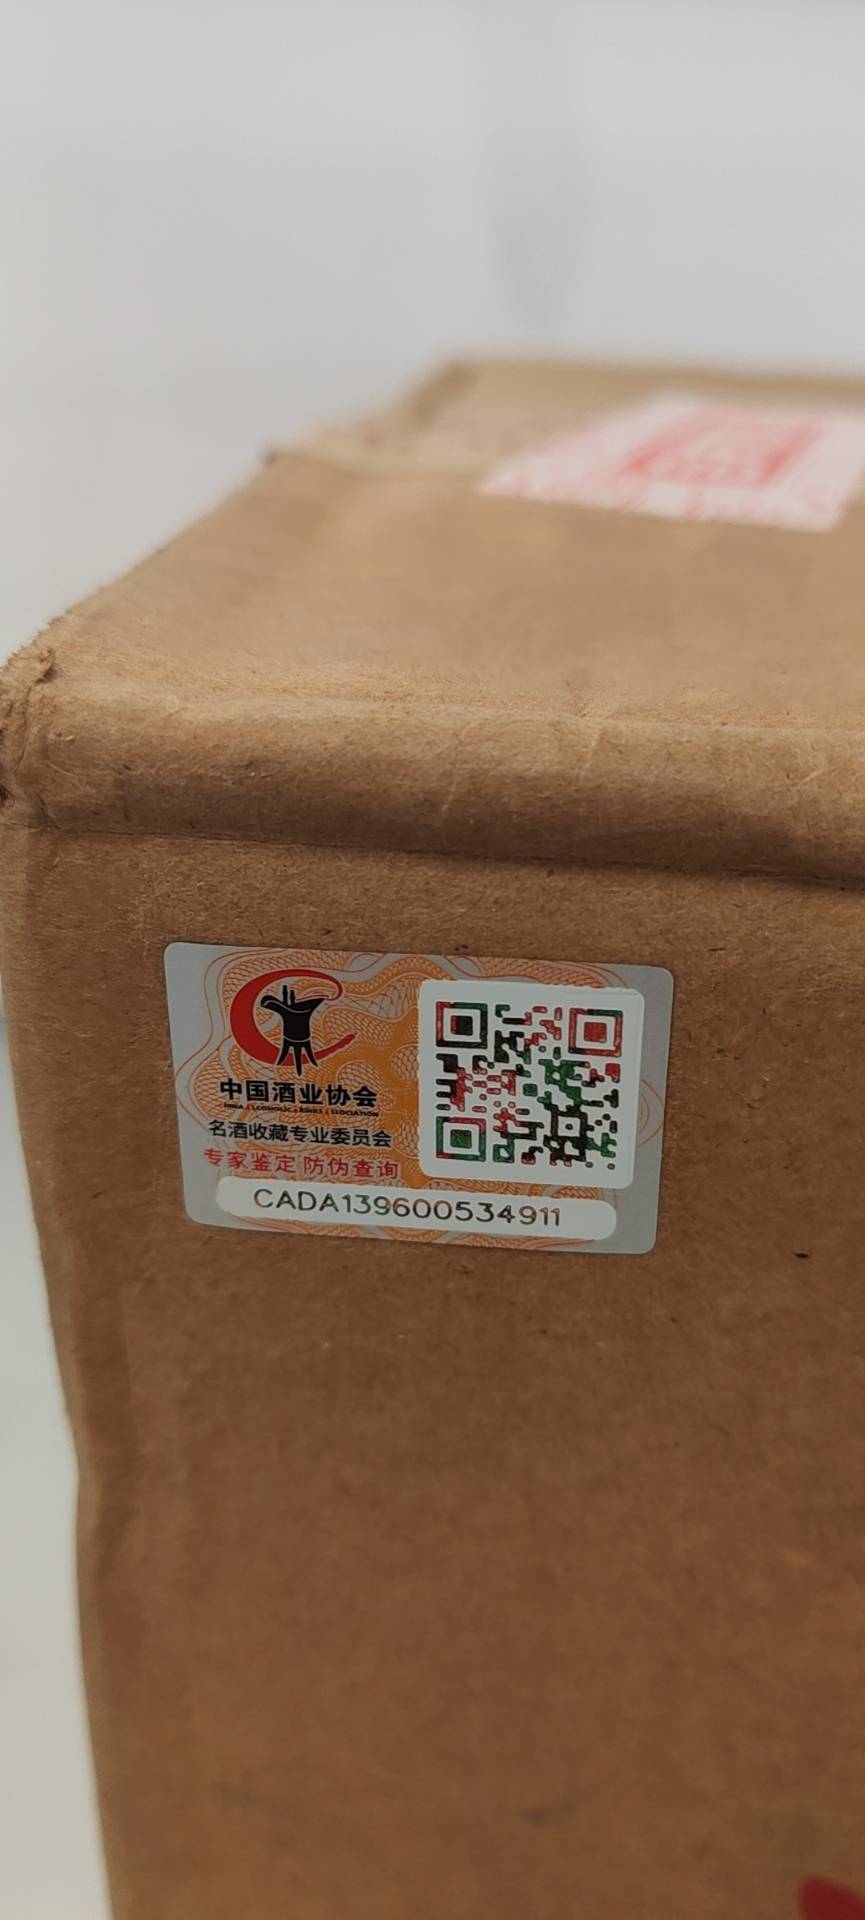 中国酒业协会
名酒收藏专业委员会
专家鉴定 防伪查询
CADA139600534911